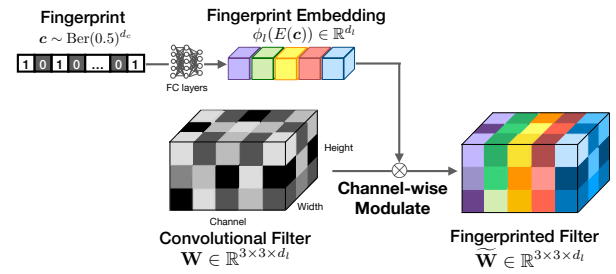 Fingerprint
c ∼ Ber(0.5)^{d_c}
1 0 1 0 ... 0 1
FC layers
Fingerprint Embedding
ϕ_l(E(c)) ∈ ℝ^{d_l}
Height
Width
Channel
Convolutional Filter
W ∈ ℝ^{3×3×d_l}
Channel-wise
Modulate
Fingerprinted Filter
W̃ ∈ ℝ^{3×3×d_l}